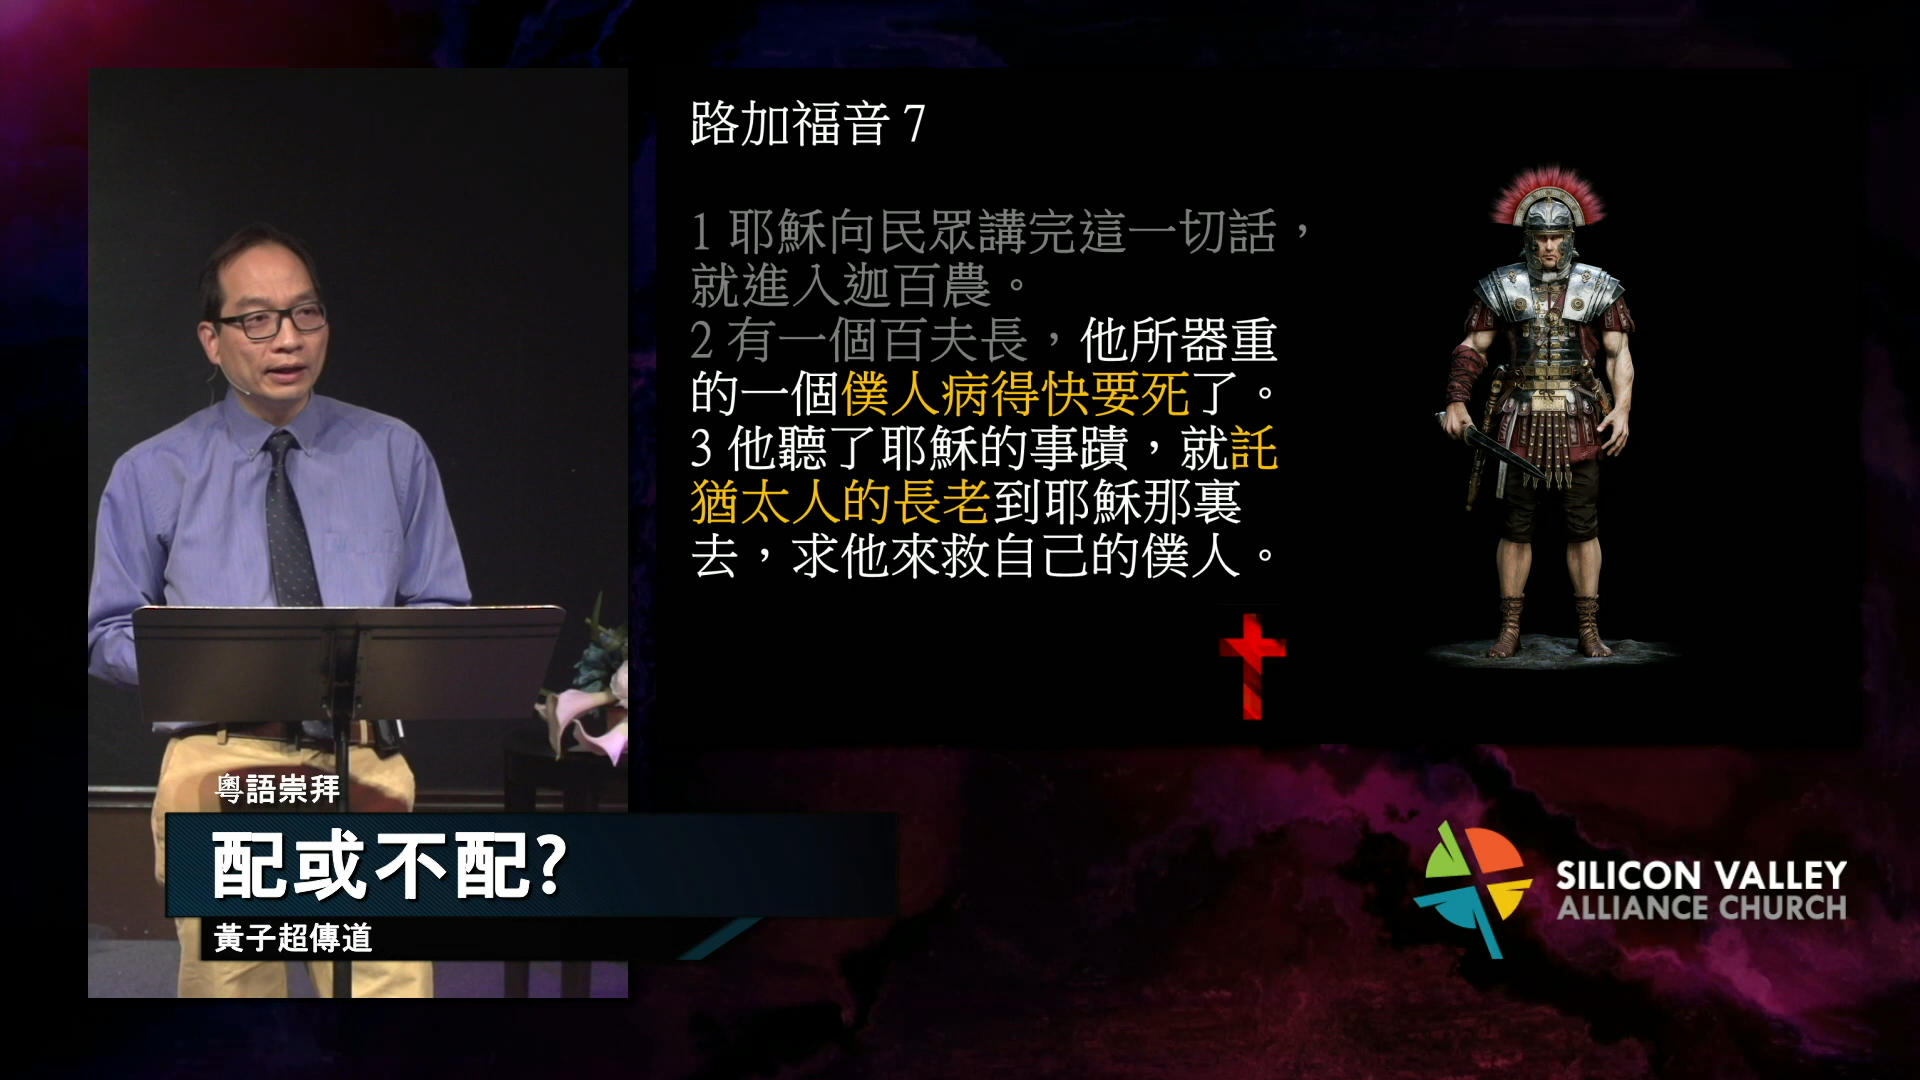 路加福音 7
1 耶穌向民眾講完這一切話，
就進入迦百農。
2 有一個百夫長，他所器重
的一個僕人病得快要死了。
3 他聽了耶穌的事蹟，就託
猶太人的長老到耶穌那裏
去，求他來救自己的僕人。
粵語崇拜
配或不配?
黃子超傳道
SILICON VALLEY
ALLIANCE CHURCH